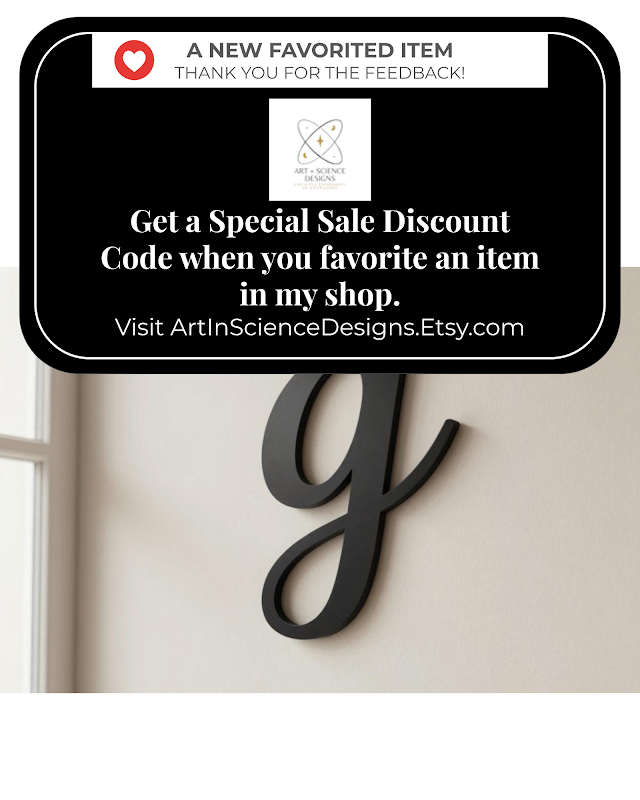 A NEW FAVORITED ITEM
THANK YOU FOR THE FEEDBACK!
ART + SCIENCE
DESIGNS
Get a Special Sale Discount
Code when you favorite an item
in my shop.
Visit ArtInScienceDesigns.Etsy.com
g